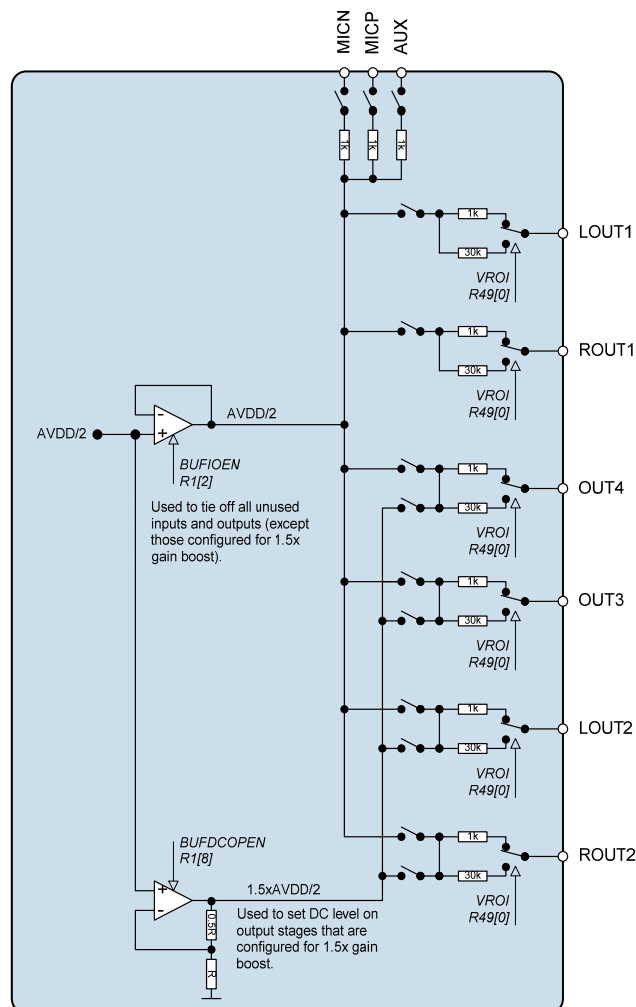 MICN
MICP
AUX
1k
1k
1k
1k
30k
LOUT1
VROI
R49[0]
1k
30k
ROUT1
VROI
R49[0]
AVDD/2
-
+
AVDD/2
BUFIOEN
R1[2]
Used to tie off all unused
inputs and outputs (except
those configured for 1.5x
gain boost).
1k
30k
OUT4
VROI
R49[0]
1k
30k
OUT3
VROI
R49[0]
1k
30k
LOUT2
VROI
R49[0]
1k
30k
ROUT2
VROI
R49[0]
BUFDCOPEN
R1[8]
+
-
1.5xAVDD/2
0.5R
R
Used to set DC level on
output stages that are
configured for 1.5x gain
boost.